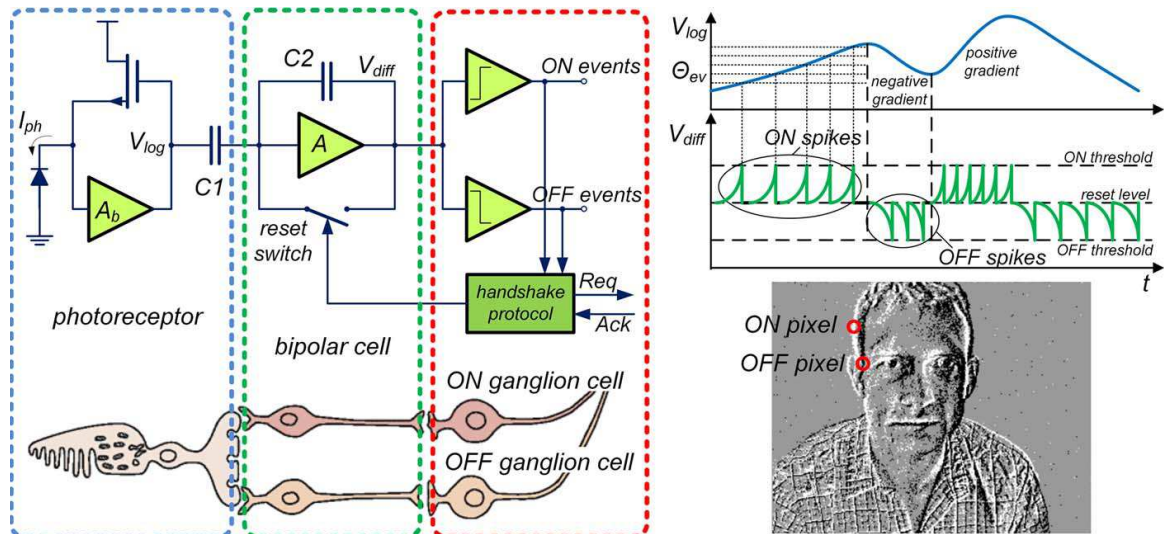 I_ph
V_log
A_b
C1
photoreceptor
C2
V_diff
A
reset
switch
bipolar cell
ON events
OFF events
handshake
protocol
Req
Ack
ON ganglion cell
OFF ganglion cell
V_log
Θ_ev
negative
gradient
positive
gradient
V_diff
ON spikes
ON threshold
reset level
OFF threshold
OFF spikes
t
ON pixel
OFF pixel